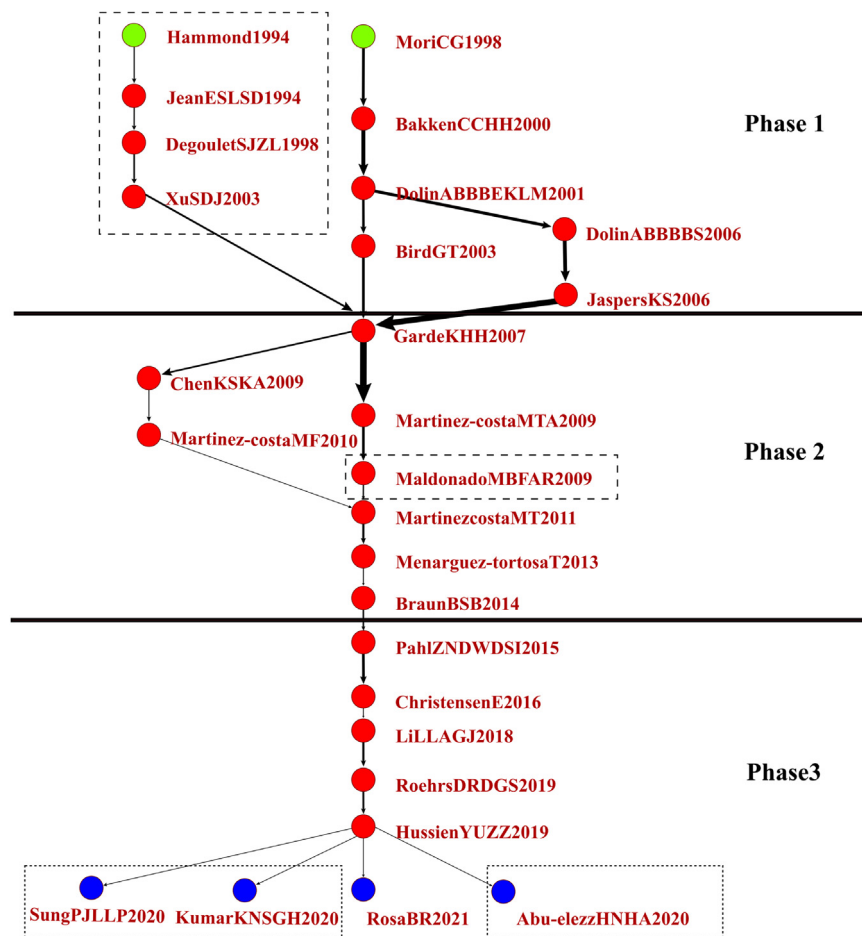 Hammond1994
MoriCG1998
JeanESLSD1994
BakkenCCHH2000
Phase 1
DegouletSJZL1998
XuSDJ2003
DolinABBBEKLM2001
DolinABBBBS2006
BirdGT2003
JaspersKS2006
GardeKHH2007
ChenKSKA2009
Martinez-costaMTA2009
Martinez-costaMF2010
Phase 2
MaldonadoMBFAR2009
MartinezcostaMT2011
Menarguez-tortosaT2013
BraunBSB2014
PahlZNDWDSI2015
ChristensenE2016
LiLLAGJ2018
Phase3
RoehrsDRDGS2019
HussienYUZZ2019
SungPJLLP2020
KumarKNSGH2020
RosaBR2021
Abu-elezzHNHA2020